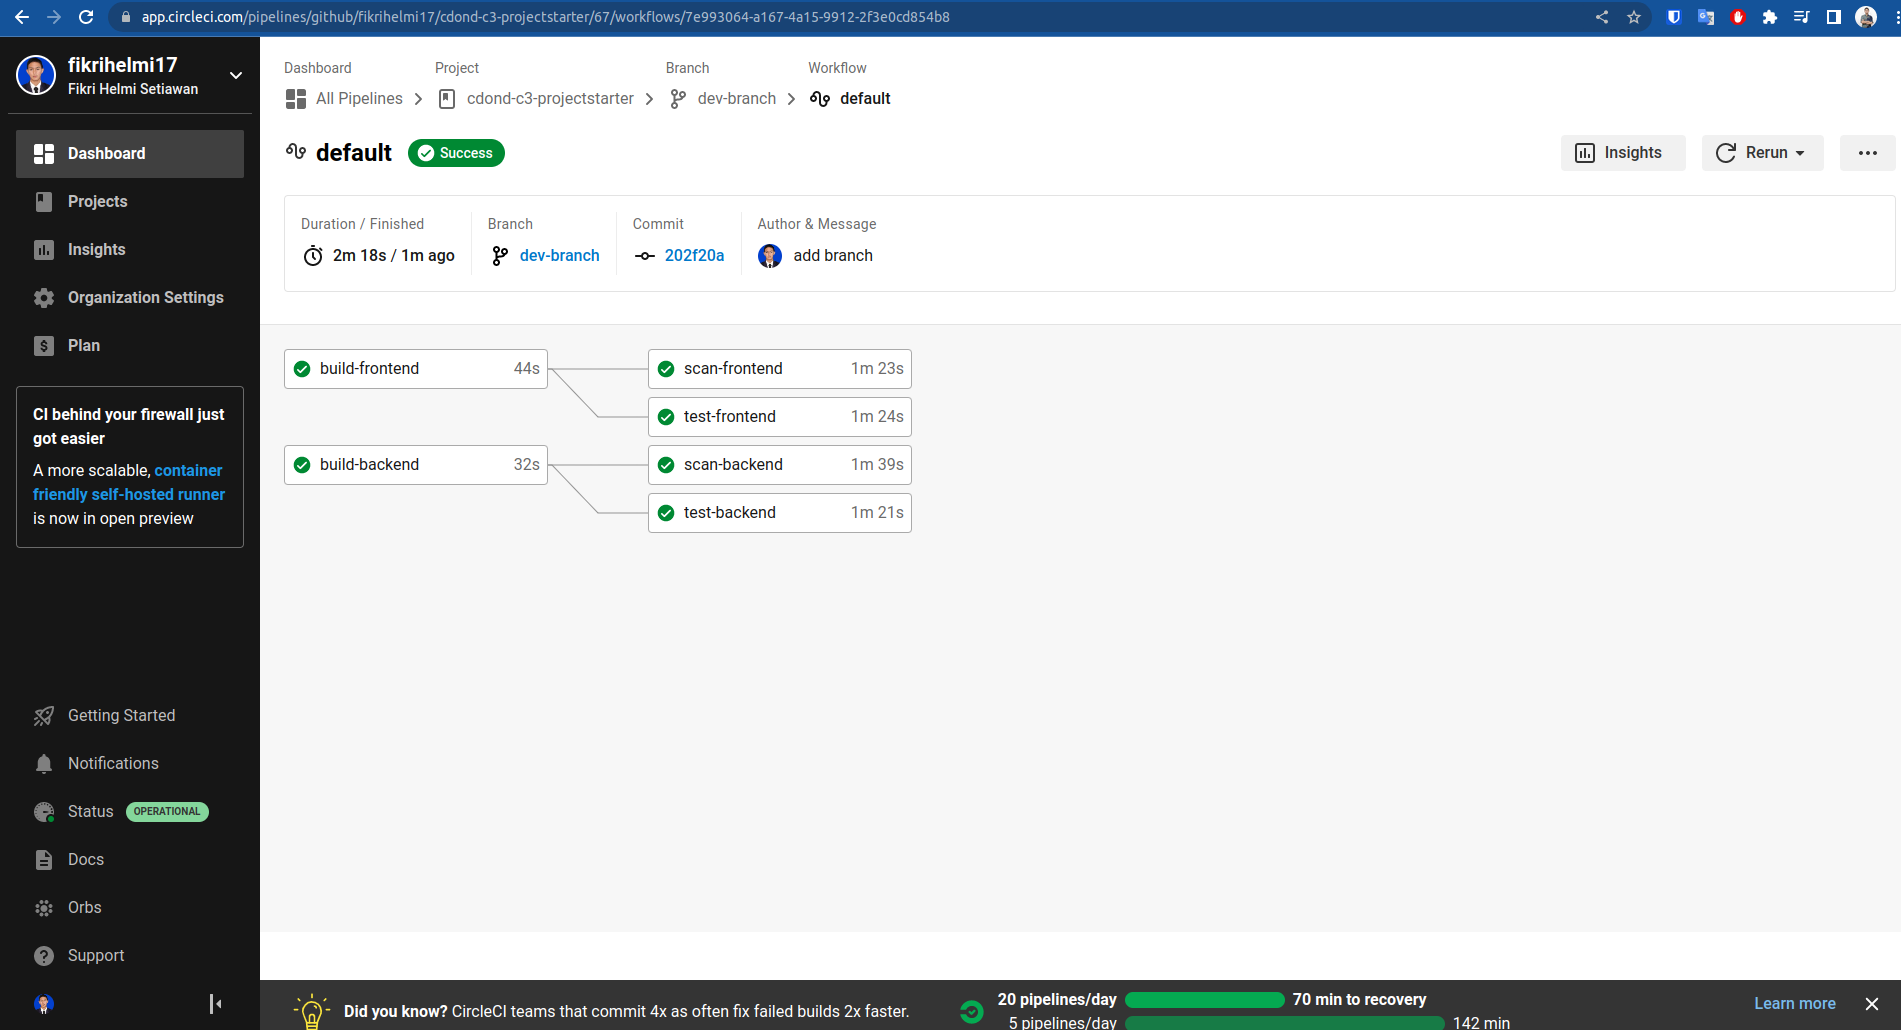 app.circleci.com/pipelines/github/fikrihelmi17/cdond-c3-projectstarter/67/workflows/7e993064-a167-4a15-9912-2f3e0cd854b8
fikrihelmi17
Fikri Helmi Setiawan
Dashboard
Projects
Insights
Organization Settings
Plan
CI behind your firewall just
got easier
A more scalable, container
friendly self-hosted runner
is now in open preview
Getting Started
Notifications
Status OPERATIONAL
Docs
Orbs
Support
Dashboard Project Branch Workflow
All Pipelines cdond-c3-projectstarter dev-branch default
default Success
Insights Rerun
Duration / Finished Branch Commit Author & Message
2m 18s / 1m ago dev-branch 202f20a add branch
build-frontend 44s scan-frontend 1m 23s
test-frontend 1m 24s
build-backend 32s scan-backend 1m 39s
test-backend 1m 21s
Did you know? CircleCI teams that commit 4x as often fix failed builds 2x faster.
20 pipelines/day 70 min to recovery
5 pipelines/day 142 min
Learn more